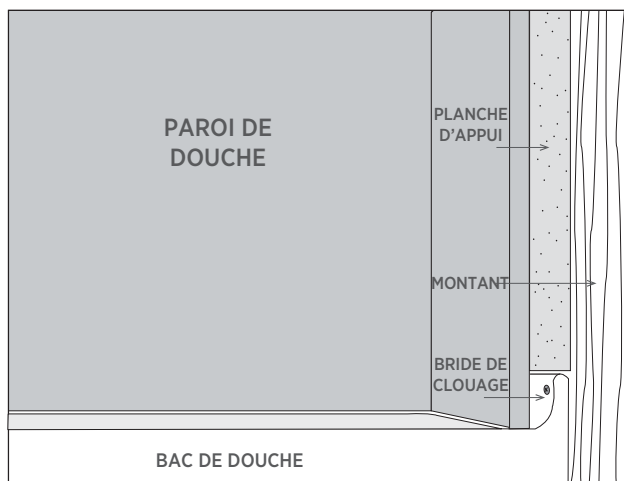 PAROI DE
DOUCHE
PLANCHE
D'APPUI
MONTANT
BRIDE DE
CLOUAGE
BAC DE DOUCHE